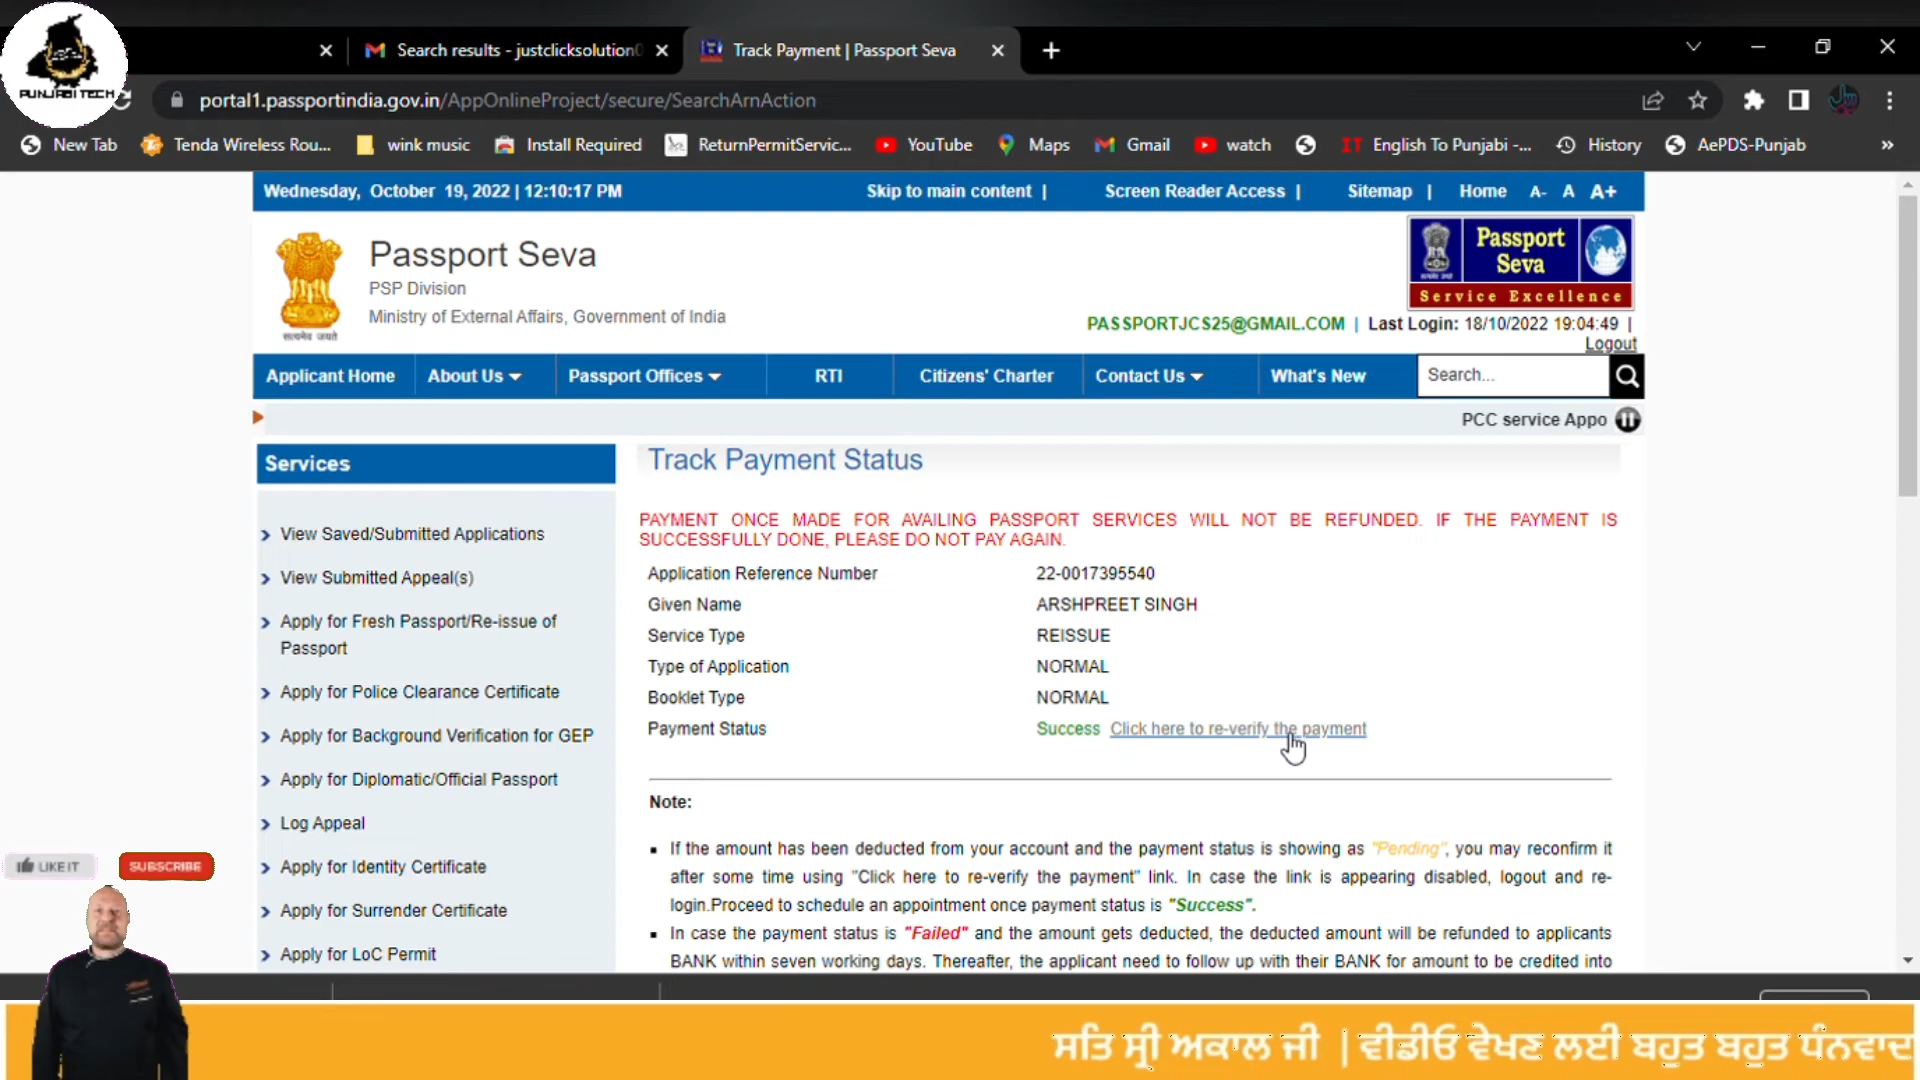 PUNJABI TECH
Search results - justclicksolution
Track Payment | Passport Seva
portal1.passportindia.gov.in/AppOnlineProject/secure/SearchArnAction
New Tab
Tenda Wireless Rou...
wink music
Install Required
ReturnPermitServic...
YouTube
Maps
Gmail
watch
English To Punjabi -...
History
AePDS-Punjab
»
Wednesday, October 19, 2022 | 12:10:17 PM
Skip to main content |
Screen Reader Access |
Sitemap |
Home
A- A A+
Passport Seva
PSP Division
Ministry of External Affairs, Government of India
सत्यमेव जयते
Passport Seva
Service Excellence
PASSPORTJCS25@GMAIL.COM | Last Login: 18/10/2022 19:04:49 |
Logout
Applicant Home
About Us
Passport Offices
RTI
Citizens' Charter
Contact Us
What's New
Search...
PCC service Appo
Services
View Saved/Submitted Applications
View Submitted Appeal(s)
Apply for Fresh Passport/Re-issue of
Passport
Apply for Police Clearance Certificate
Apply for Background Verification for GEP
Apply for Diplomatic/Official Passport
Log Appeal
Apply for Identity Certificate
Apply for Surrender Certificate
Apply for LoC Permit
Track Payment Status
PAYMENT ONCE MADE FOR AVAILING PASSPORT SERVICES WILL NOT BE REFUNDED. IF THE PAYMENT IS
SUCCESSFULLY DONE, PLEASE DO NOT PAY AGAIN.
Application Reference Number 22-0017395540
Given Name ARSHPREET SINGH
Service Type REISSUE
Type of Application NORMAL
Booklet Type NORMAL
Payment Status Success Click here to re-verify the payment
Note:
If the amount has been deducted from your account and the payment status is showing as "Pending", you may reconfirm it
after some time using "Click here to re-verify the payment" link. In case the link is appearing disabled, logout and re-
login.Proceed to schedule an appointment once payment status is "Success".
In case the payment status is "Failed" and the amount gets deducted, the deducted amount will be refunded to applicants
BANK within seven working days. Thereafter, the applicant need to follow up with their BANK for amount to be credited into
LIKE IT
SUBSCRIBE
ਸਤਿ ਸ੍ਰੀ ਅਕਾਲ ਜੀ | ਵੀਡੀਓ ਵੇਖਣ ਲਈ ਬਹੁਤ ਬਹੁਤ ਧੰਨਵਾਦ